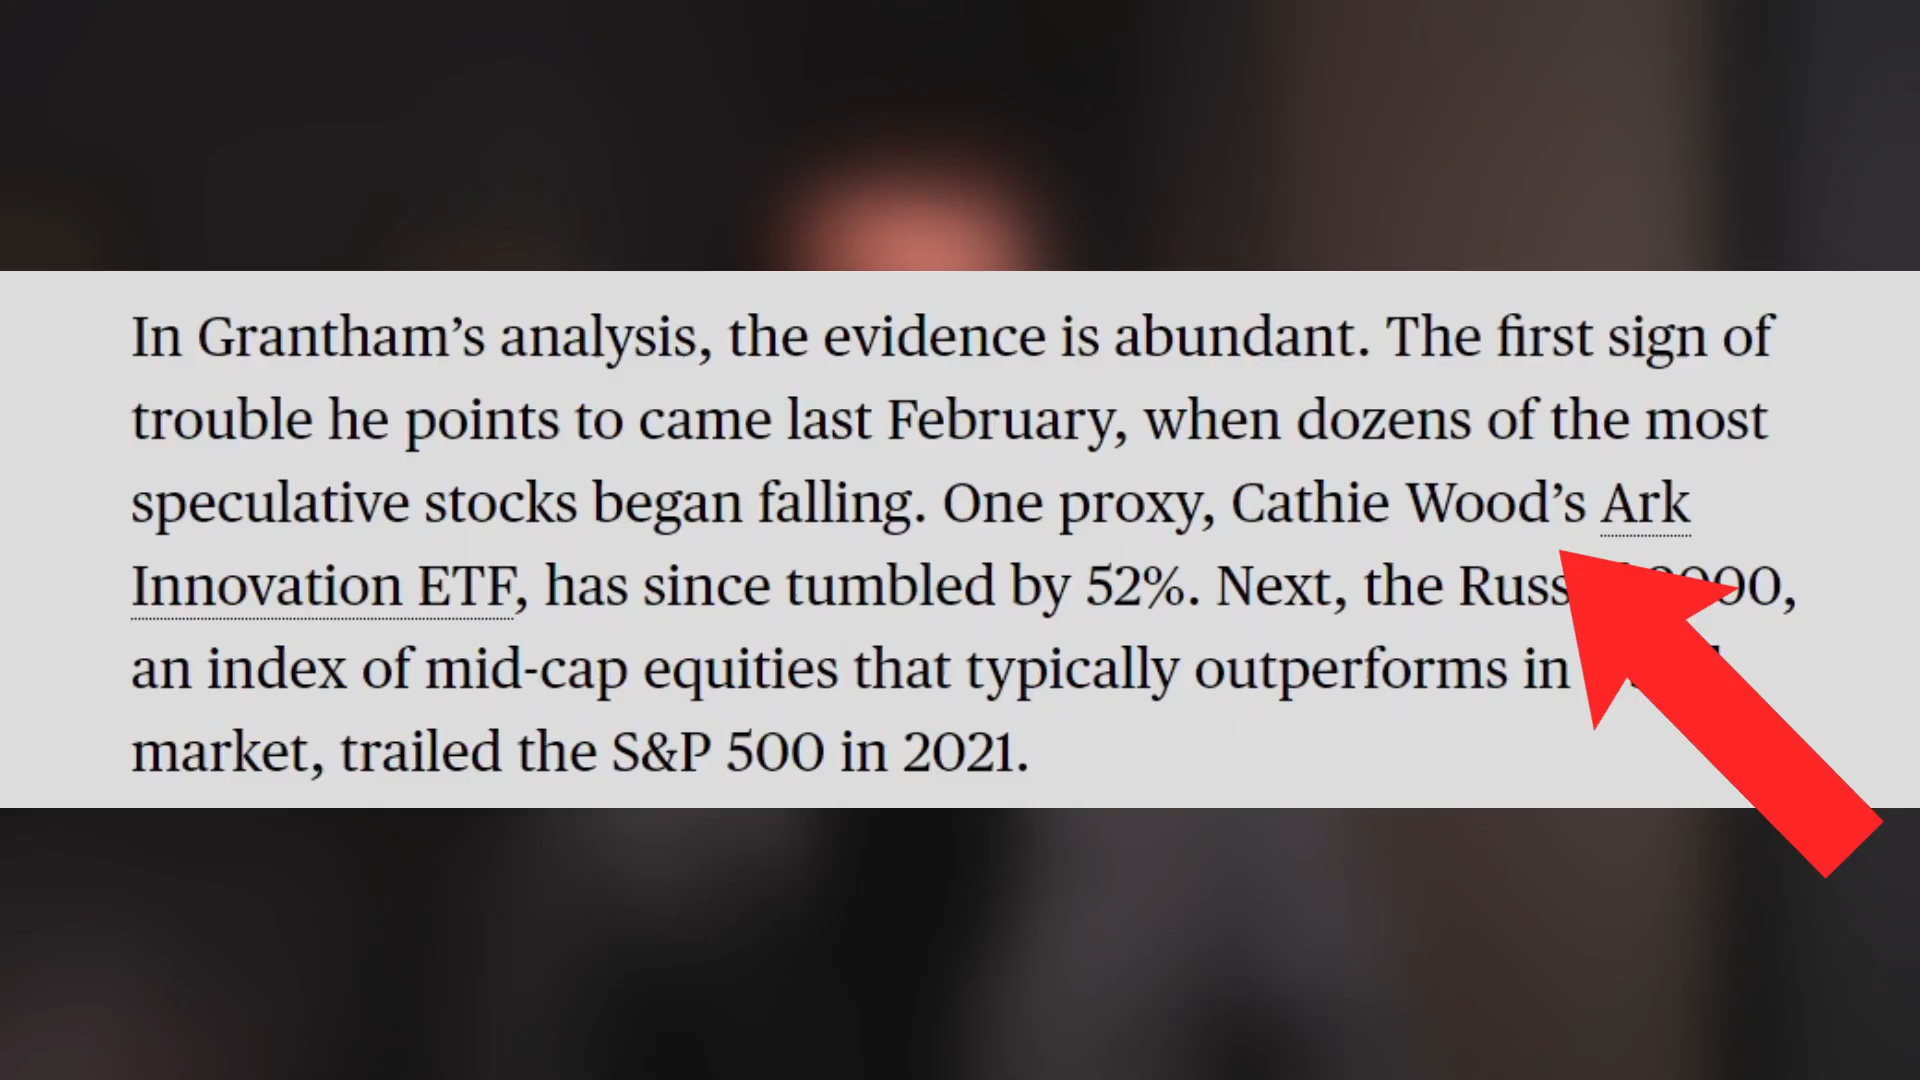 In Grantham’s analysis, the evidence is abundant. The first sign of
trouble he points to came last February, when dozens of the most
speculative stocks began falling. One proxy, Cathie Wood’s Ark
Innovation ETF, has since tumbled by 52%. Next, the
an index of mid-cap equities that typically outperforms in
market, trailed the S&P 500 in 2021.